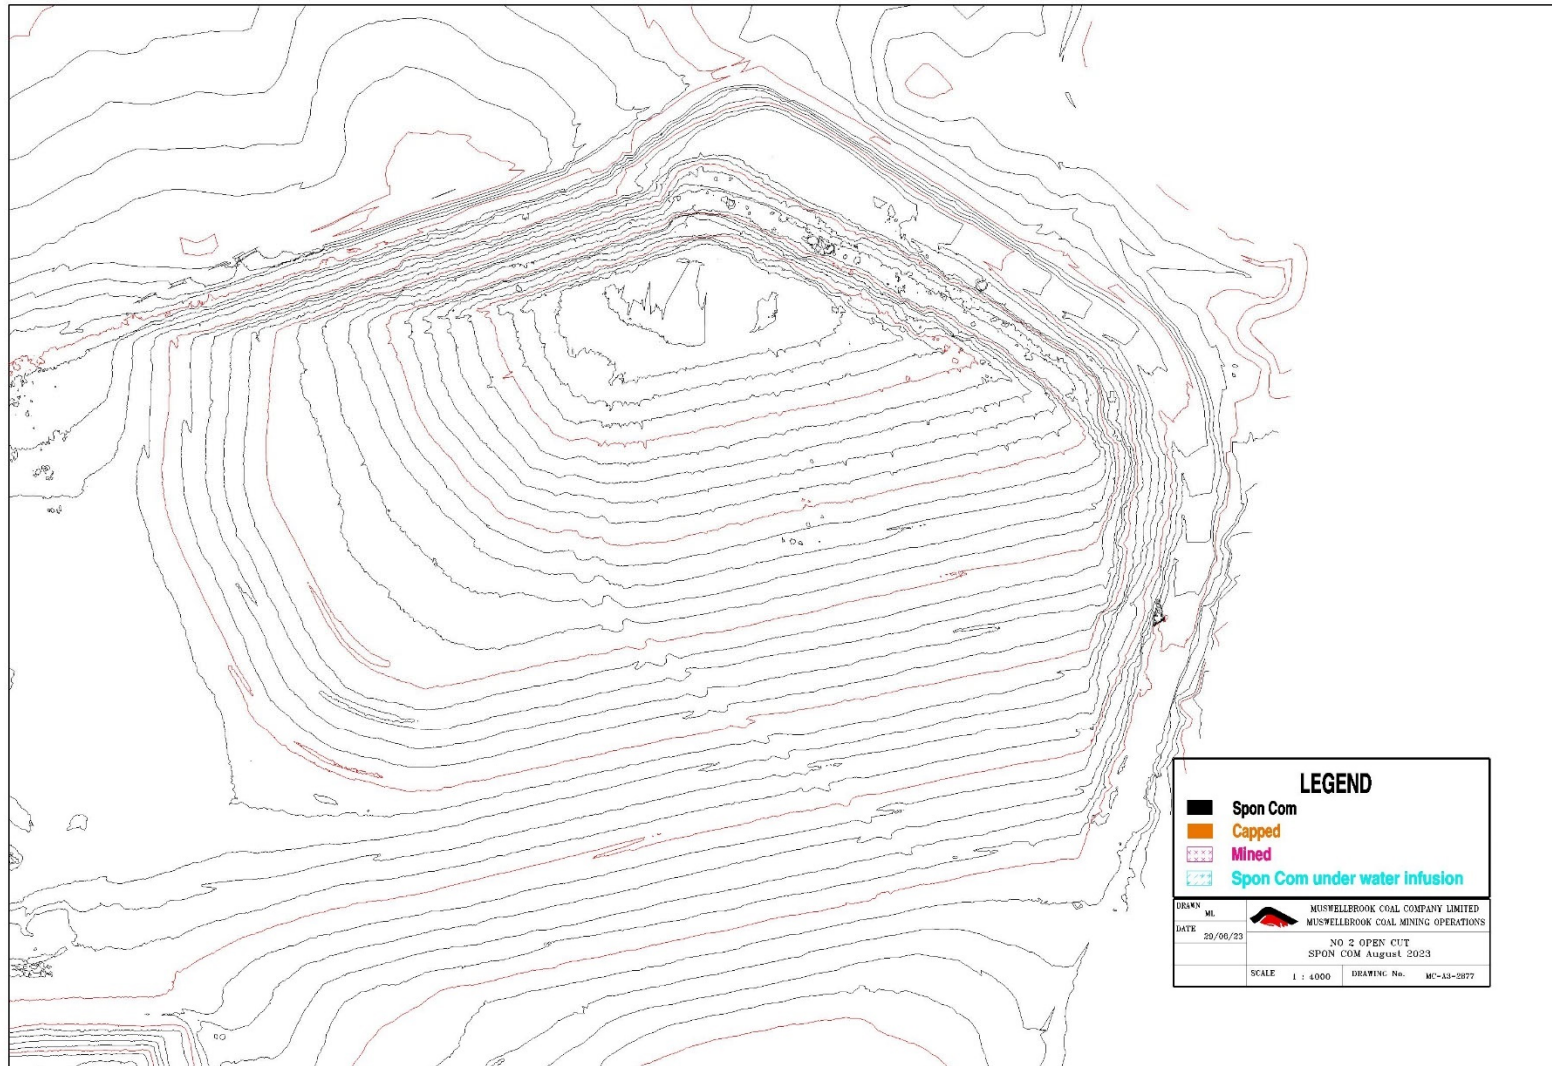 LEGEND
Spon Com
Capped
Mined
Spon Com under water infusion
DRAWN
ML
MUSWELLBROOK COAL COMPANY LIMITED
MUSWELLBROOK COAL MINING OPERATIONS
DATE
29/06/23
NO 2 OPEN CUT
SPON COM August 2023
SCALE 1 : 4000 DRAWING No. MC-A3-2877